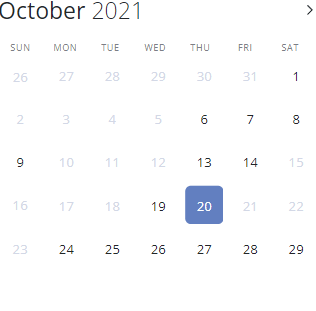 October 2021
SUN MON TUE WED THU FRI SAT
26 27 28 29 30 31 1
2 3 4 5 6 7 8
9 10 11 12 13 14 15
16 17 18 19 20 21 22
23 24 25 26 27 28 29